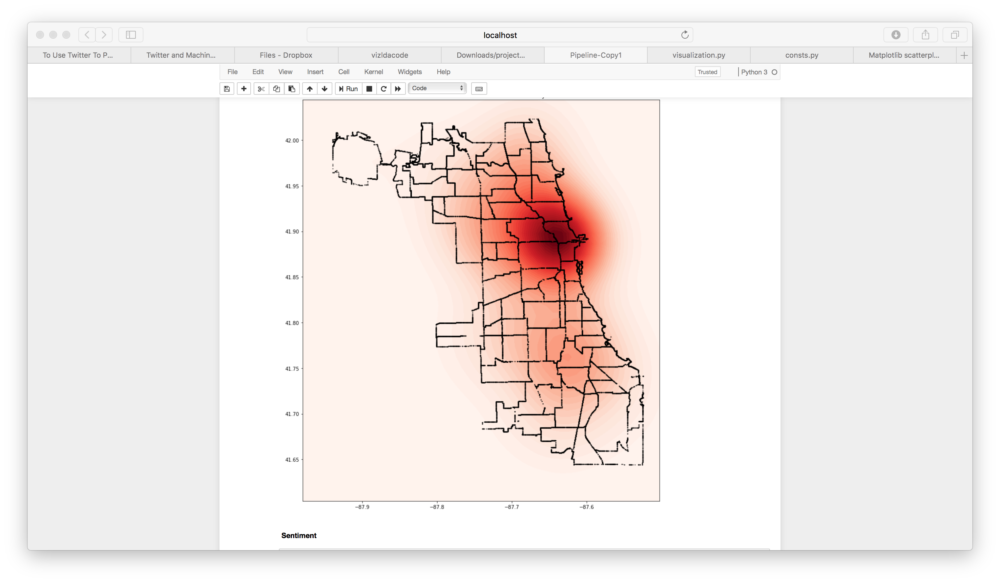 localhost
To Use Twitter To P... Twitter and Machin... Files - Dropbox vizldacode Downloads/project... Pipeline-Copy1 visualization.py consts.py Matplotlib scatterpl...
File Edit View Insert Cell Kernel Widgets Help Trusted Python 3
Run Code
42.00
41.95
41.90
41.85
41.80
41.75
41.70
41.65
−87.9 −87.8 −87.7 −87.6
Sentiment